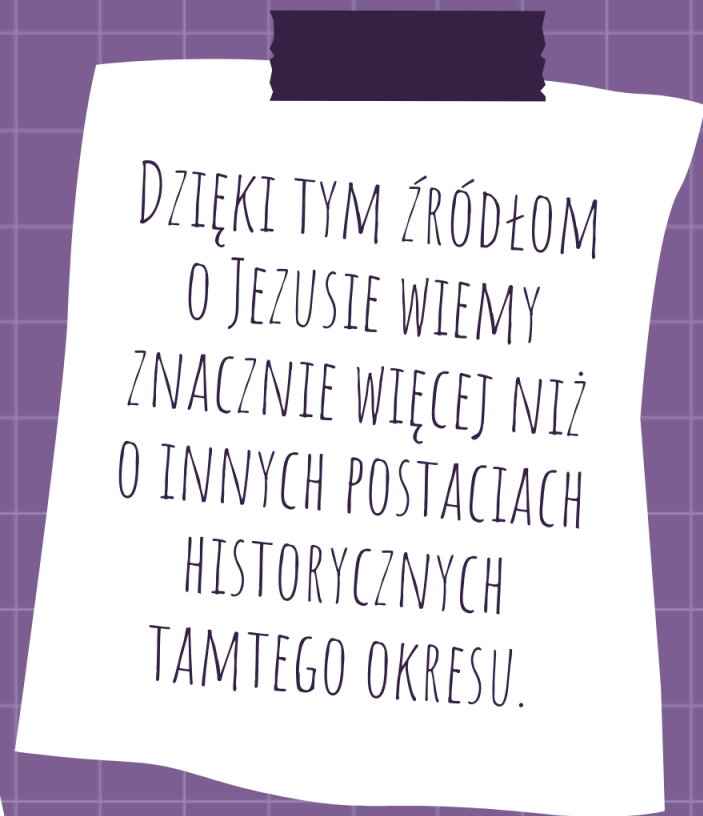 Dzięki tym źródłom
o Jezusie wiemy
znacznie więcej niż
o innych postaciach
historycznych
tamtego okresu.